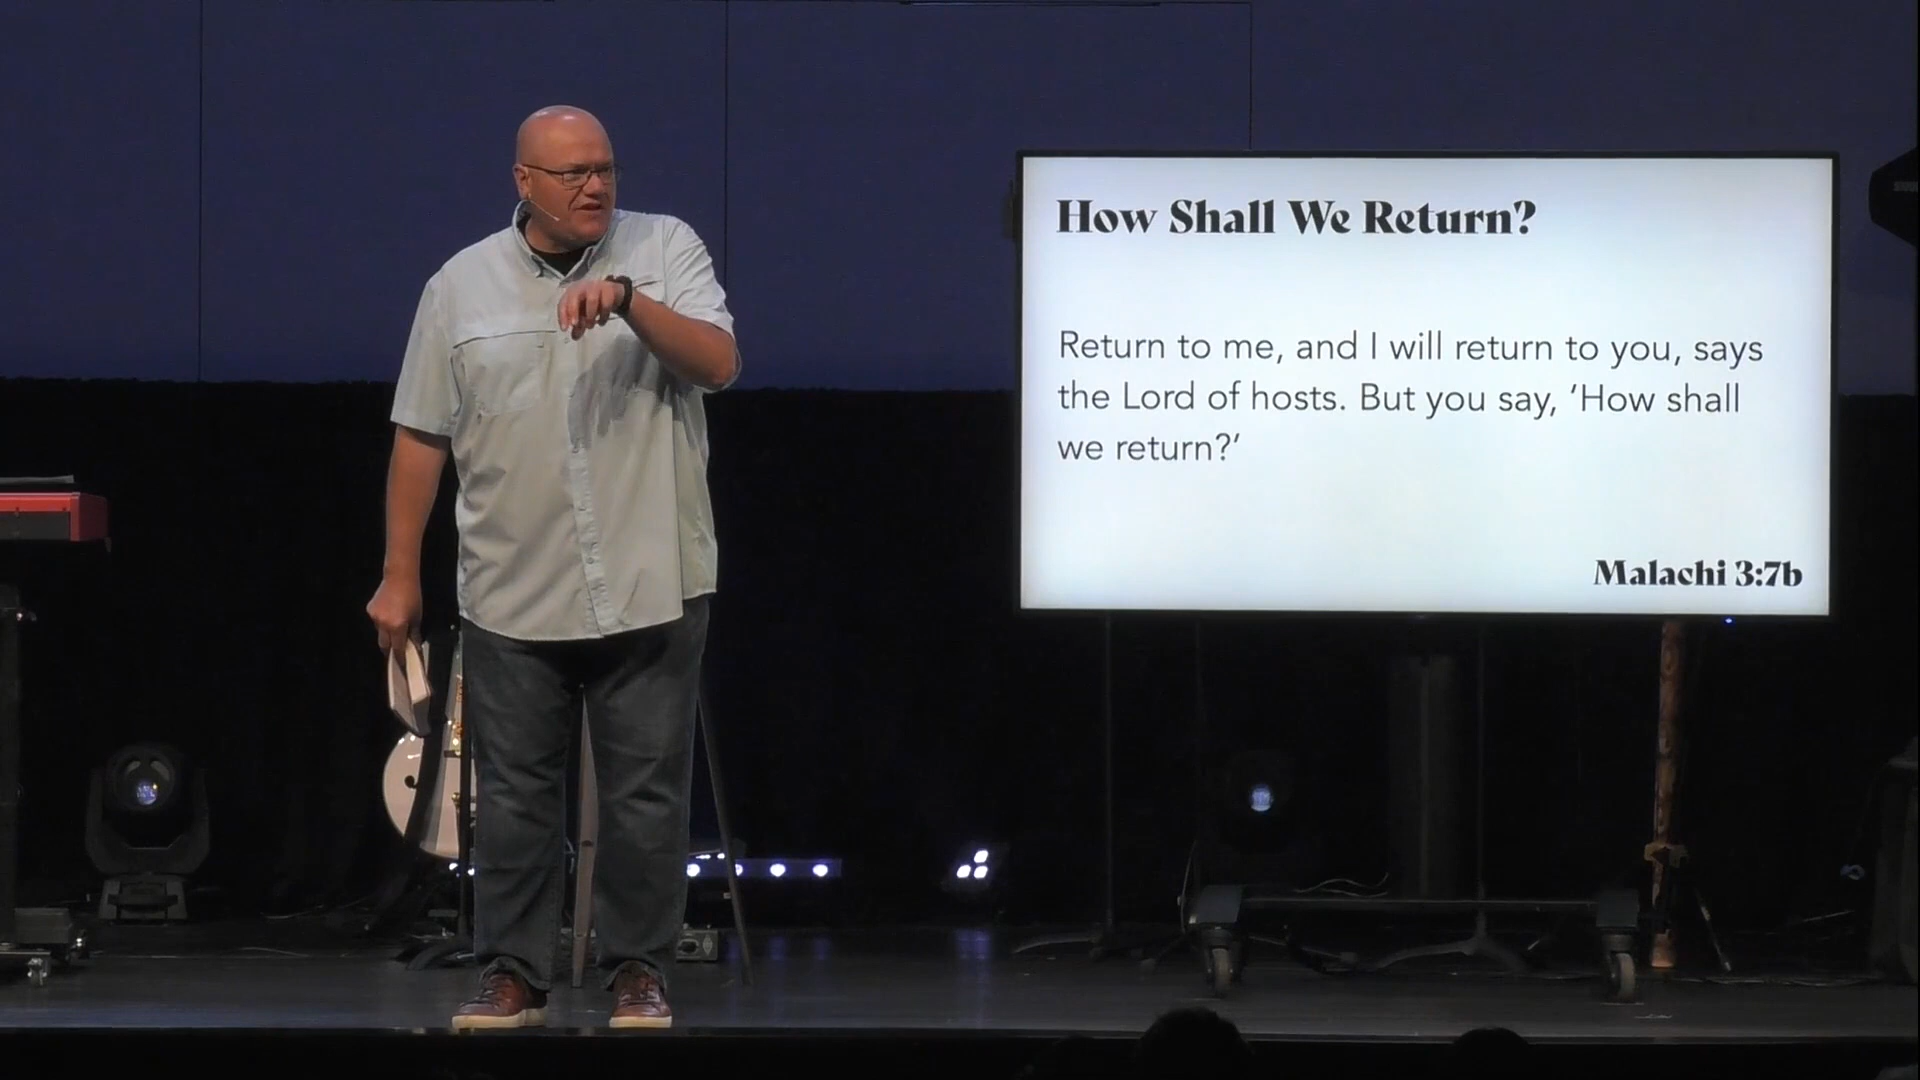 How Shall We Return?
Return to me, and I will return to you, says
the Lord of hosts. But you say, ‘How shall
we return?’
Malachi 3:7b